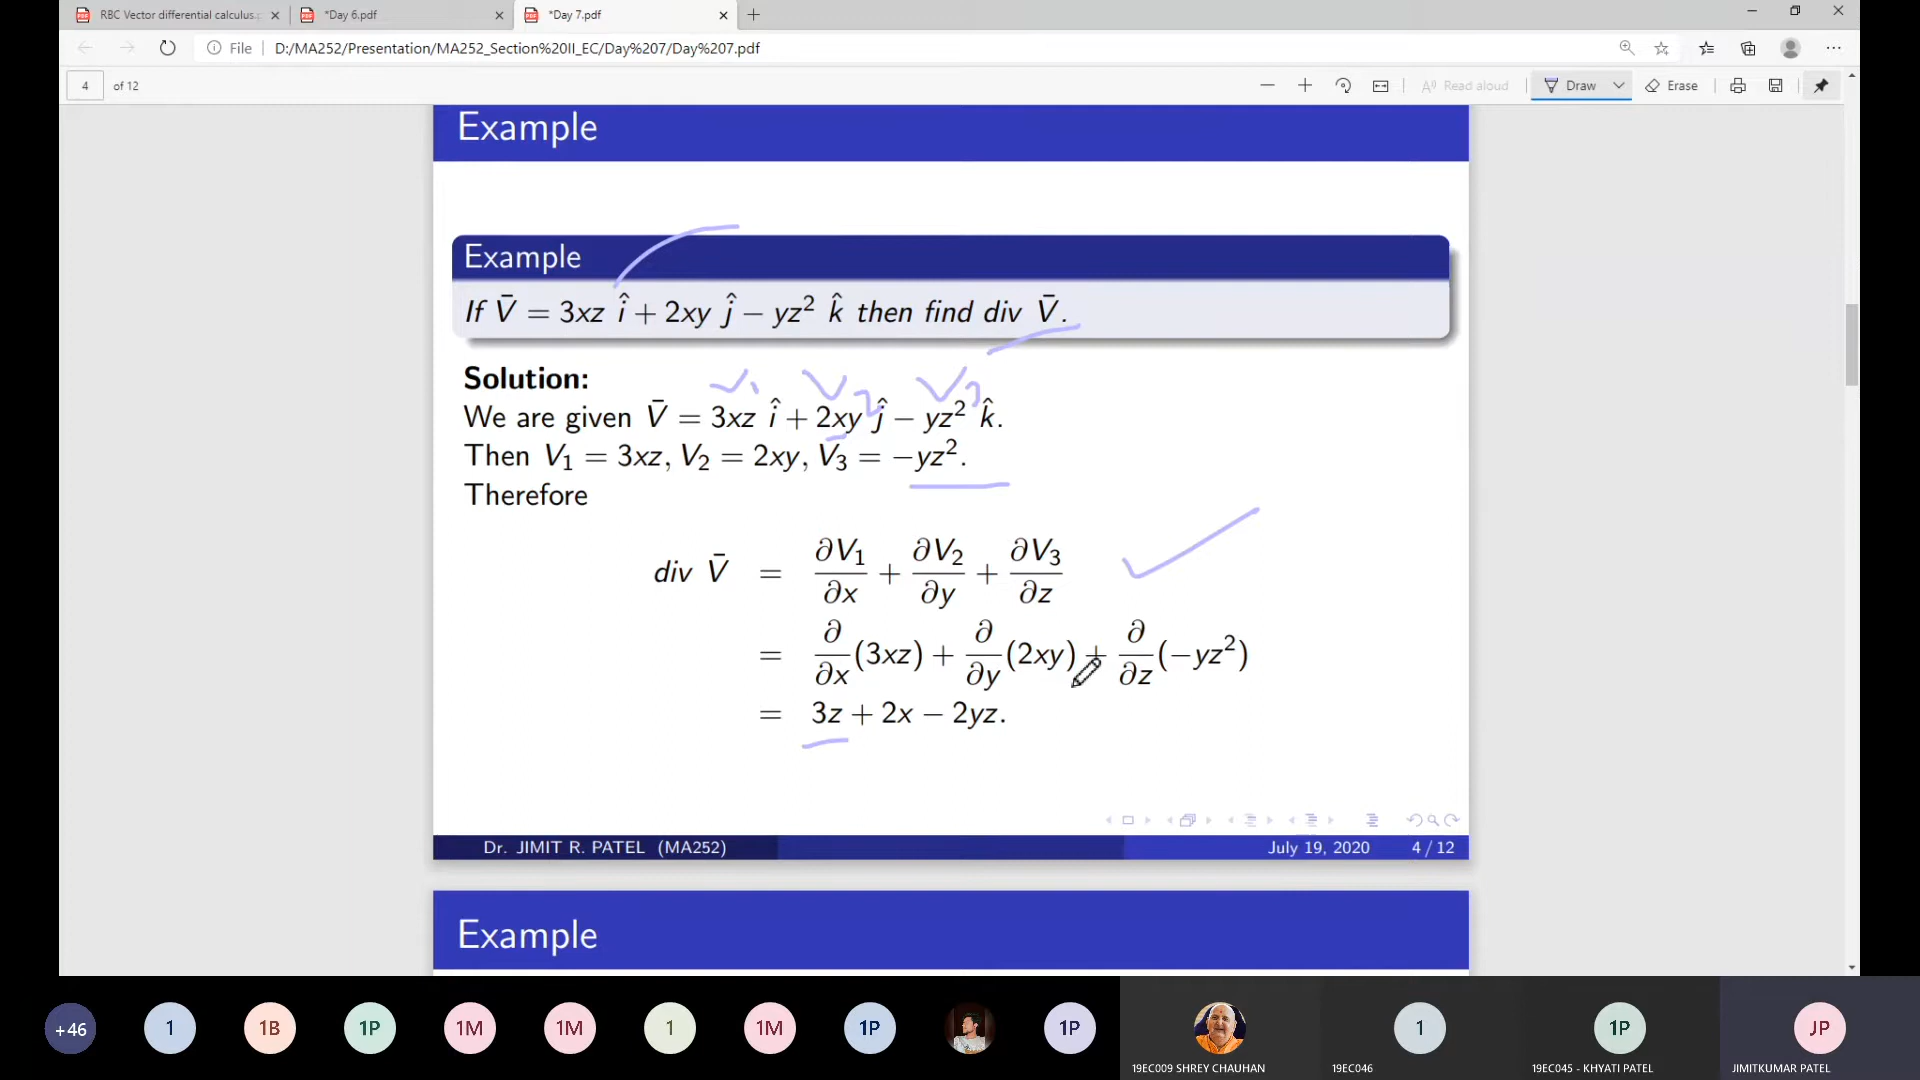 RBC Vector differential calculus.
*Day 6.pdf
*Day 7.pdf
File
D:/MA252/Presentation/MA252_Section%20II_EC/Day%207/Day%207.pdf
4 of 12
Read aloud
Draw
Erase
Example
Example
If V̄ = 3xz î + 2xy ĵ − yz² k̂ then find div V̄.
Solution:
V₁ V₂ V₃
We are given V̄ = 3xz î + 2xy ĵ − yz² k̂.
Then V₁ = 3xz, V₂ = 2xy, V₃ = −yz².
Therefore
div V̄ = ∂V₁/∂x + ∂V₂/∂y + ∂V₃/∂z
= ∂/∂x(3xz) + ∂/∂y(2xy) + ∂/∂z(−yz²)
= 3z + 2x − 2yz.
Dr. JIMIT R. PATEL (MA252)
July 19, 2020
4 / 12
Example
+46 1 1B 1P 1M 1M 1 1M 1P 1P 1 1P JP
19EC009 SHREY CHAUHAN
19EC046
19EC045 - KHYATI PATEL
JIMITKUMAR PATEL